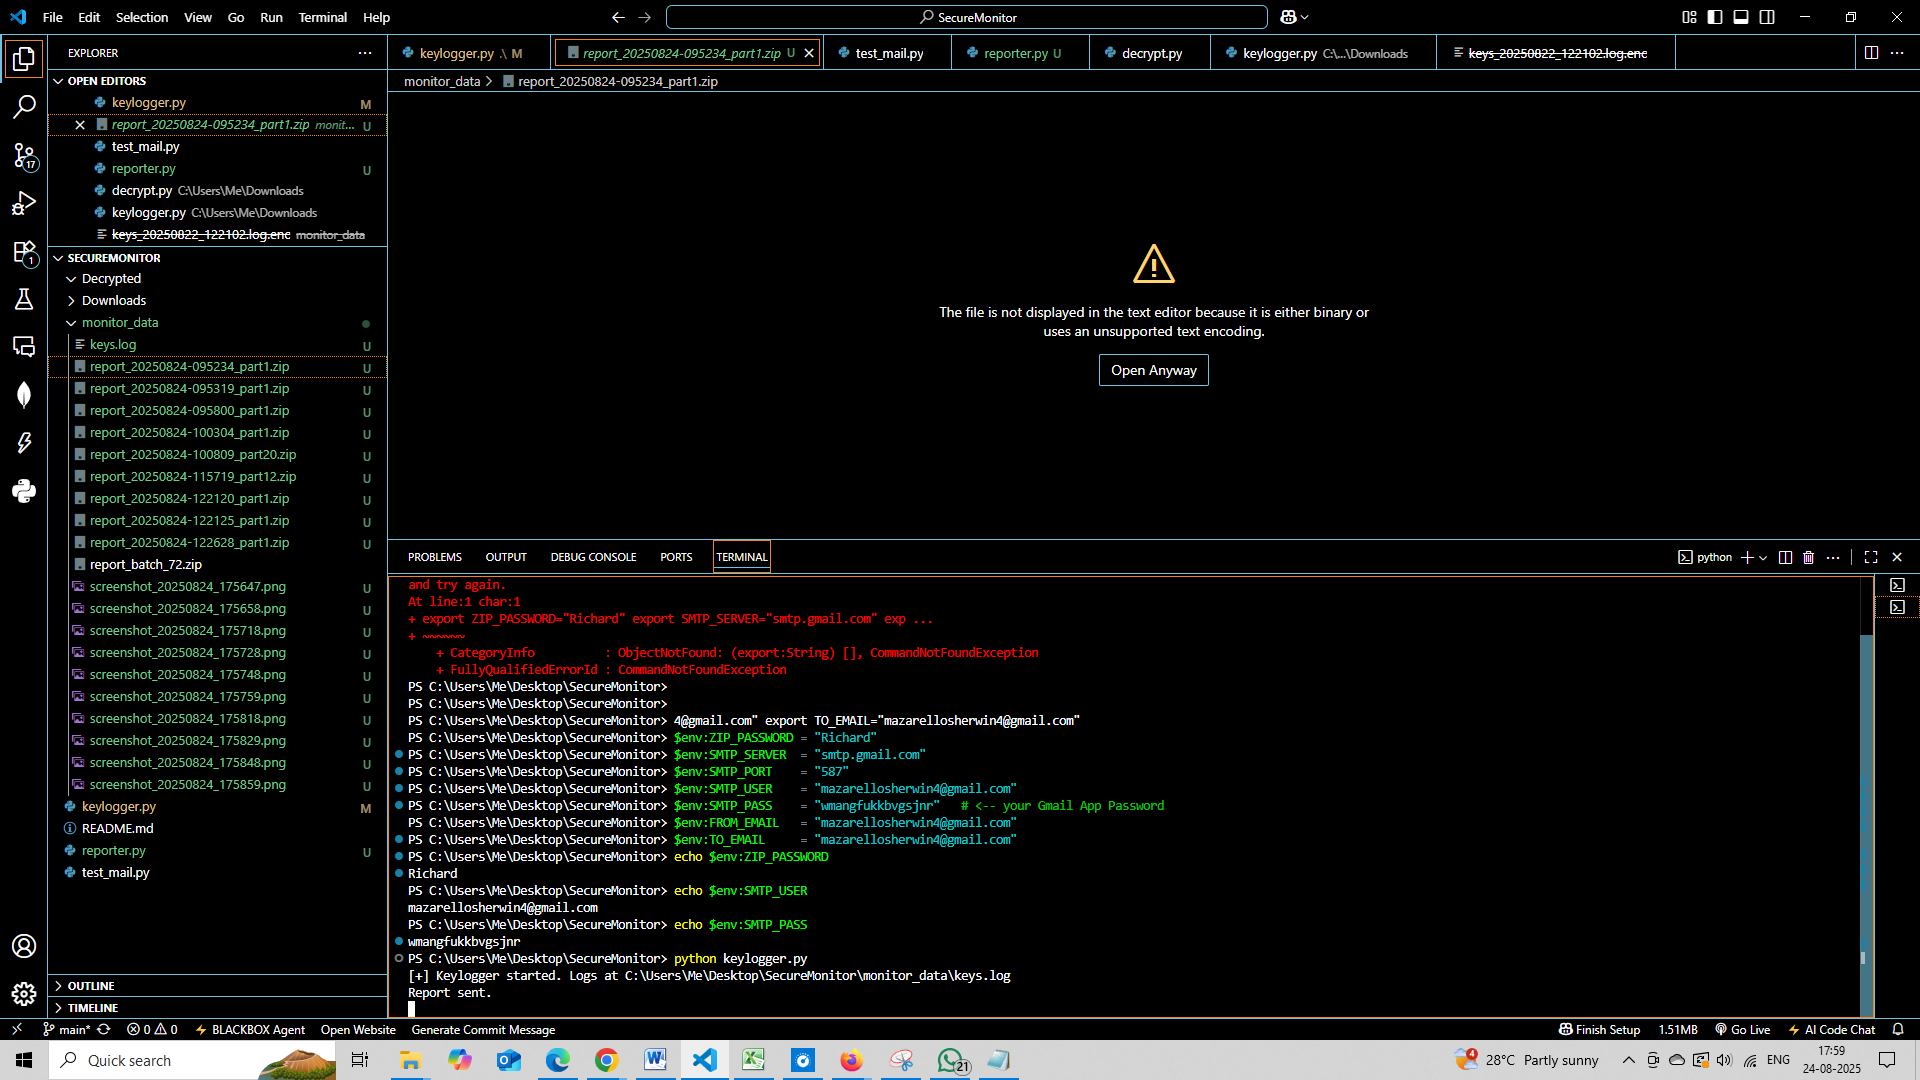 File Edit Selection View Go Run Terminal Help
SecureMonitor
EXPLORER
keylogger.py .\ M
report_20250824-095234_part1.zip U
test_mail.py
reporter.py U
decrypt.py
keylogger.py C:\...\Downloads
keys_20250822_122102.log.enc
monitor_data > report_20250824-095234_part1.zip
OPEN EDITORS
keylogger.py M
report_20250824-095234_part1.zip monit... U
test_mail.py
reporter.py U
decrypt.py C:\Users\Me\Downloads
keylogger.py C:\Users\Me\Downloads
keys_20250822_122102.log.enc monitor_data
SECUREMONITOR
Decrypted
Downloads
monitor_data
keys.log U
report_20250824-095234_part1.zip U
report_20250824-095319_part1.zip U
report_20250824-095800_part1.zip U
report_20250824-100304_part1.zip U
report_20250824-100809_part20.zip U
report_20250824-115719_part12.zip U
report_20250824-122120_part1.zip U
report_20250824-122125_part1.zip U
report_20250824-122628_part1.zip U
report_batch_72.zip
screenshot_20250824_175647.png U
screenshot_20250824_175658.png U
screenshot_20250824_175718.png U
screenshot_20250824_175728.png U
screenshot_20250824_175748.png U
screenshot_20250824_175759.png U
screenshot_20250824_175818.png U
screenshot_20250824_175829.png U
screenshot_20250824_175848.png U
screenshot_20250824_175859.png U
keylogger.py M
README.md
reporter.py U
test_mail.py
OUTLINE
TIMELINE
17
1
The file is not displayed in the text editor because it is either binary or
uses an unsupported text encoding.
Open Anyway
PROBLEMS OUTPUT DEBUG CONSOLE PORTS TERMINAL
python
and try again.
At line:1 char:1
+ export ZIP_PASSWORD="Richard" export SMTP_SERVER="smtp.gmail.com" exp ...
+ ~~~~~~
+ CategoryInfo : ObjectNotFound: (export:String) [], CommandNotFoundException
+ FullyQualifiedErrorId : CommandNotFoundException
PS C:\Users\Me\Desktop\SecureMonitor>
PS C:\Users\Me\Desktop\SecureMonitor>
PS C:\Users\Me\Desktop\SecureMonitor> 4@gmail.com" export TO_EMAIL="mazarellosherwin4@gmail.com"
PS C:\Users\Me\Desktop\SecureMonitor> $env:ZIP_PASSWORD = "Richard"
PS C:\Users\Me\Desktop\SecureMonitor> $env:SMTP_SERVER = "smtp.gmail.com"
PS C:\Users\Me\Desktop\SecureMonitor> $env:SMTP_PORT = "587"
PS C:\Users\Me\Desktop\SecureMonitor> $env:SMTP_USER = "mazarellosherwin4@gmail.com"
PS C:\Users\Me\Desktop\SecureMonitor> $env:SMTP_PASS = "wmangfukkbvgsjnr" # <-- your Gmail App Password
PS C:\Users\Me\Desktop\SecureMonitor> $env:FROM_EMAIL = "mazarellosherwin4@gmail.com"
PS C:\Users\Me\Desktop\SecureMonitor> $env:TO_EMAIL = "mazarellosherwin4@gmail.com"
PS C:\Users\Me\Desktop\SecureMonitor> echo $env:ZIP_PASSWORD
Richard
PS C:\Users\Me\Desktop\SecureMonitor> echo $env:SMTP_USER
mazarellosherwin4@gmail.com
PS C:\Users\Me\Desktop\SecureMonitor> echo $env:SMTP_PASS
wmangfukkbvgsjnr
PS C:\Users\Me\Desktop\SecureMonitor> python keylogger.py
[+] Keylogger started. Logs at C:\Users\Me\Desktop\SecureMonitor\monitor_data\keys.log
Report sent.
main* 0 0 BLACKBOX Agent Open Website Generate Commit Message
Finish Setup 1.51MB Go Live AI Code Chat
Quick search
21
4
28°C Partly sunny
ENG
17:59
24-08-2025